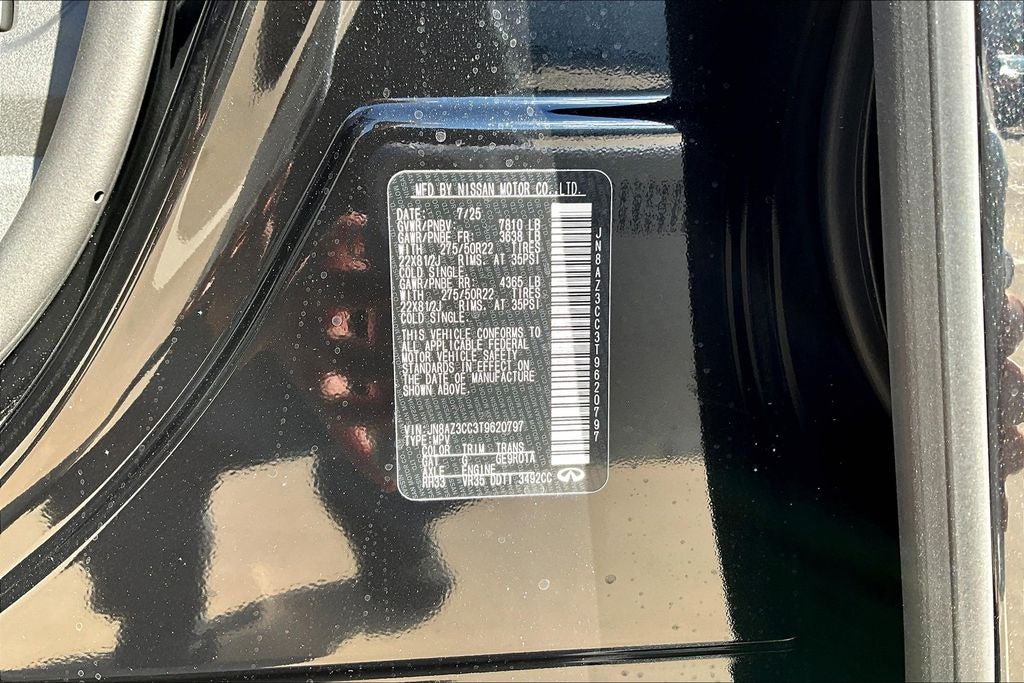 MFD BY NISSAN MOTOR CO.,LTD.
DATE: 7/25
GVWR/PNBV: 7810 LB
GAWR/PNBE FR: 3638 LB
WITH 275/50R22 TIRES
22X81/2J RIMS. AT 35PSI
COLD SINGLE.
GAWR/PNBE RR: 4365 LB
WITH 275/50R22 TIRES
22X81/2J RIMS. AT 35PSI
COLD SINGLE.
THIS VEHICLE CONFORMS TO
ALL APPLICABLE FEDERAL
MOTOR VEHICLE SAFETY
STANDARDS IN EFFECT ON
THE DATE OF MANUFACTURE
SHOWN ABOVE.
VIN:JN8AZ3CC3T9620797
TYPE:MPV
COLOR TRIM TRANS
G
AXLE ENGINE
RH33 VR35 DDTT 3492CC
JN8AZ3CC3T9620797